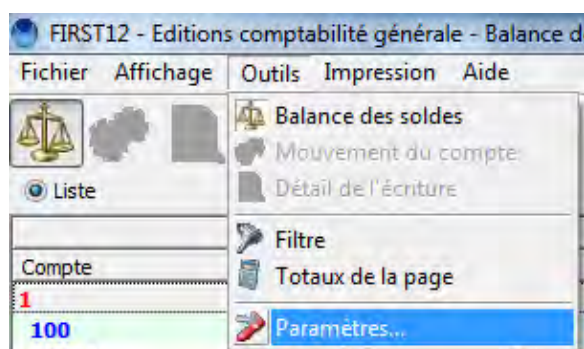 FIRST12 - Editions comptabilité générale - Balance d
Fichier Affichage Outils Impression Aide
Balance des soldes
Mouvement du compte
Détail de l'écriture
Liste
Filtre
Compte
Totaux de la page
1
100
Paramètres...